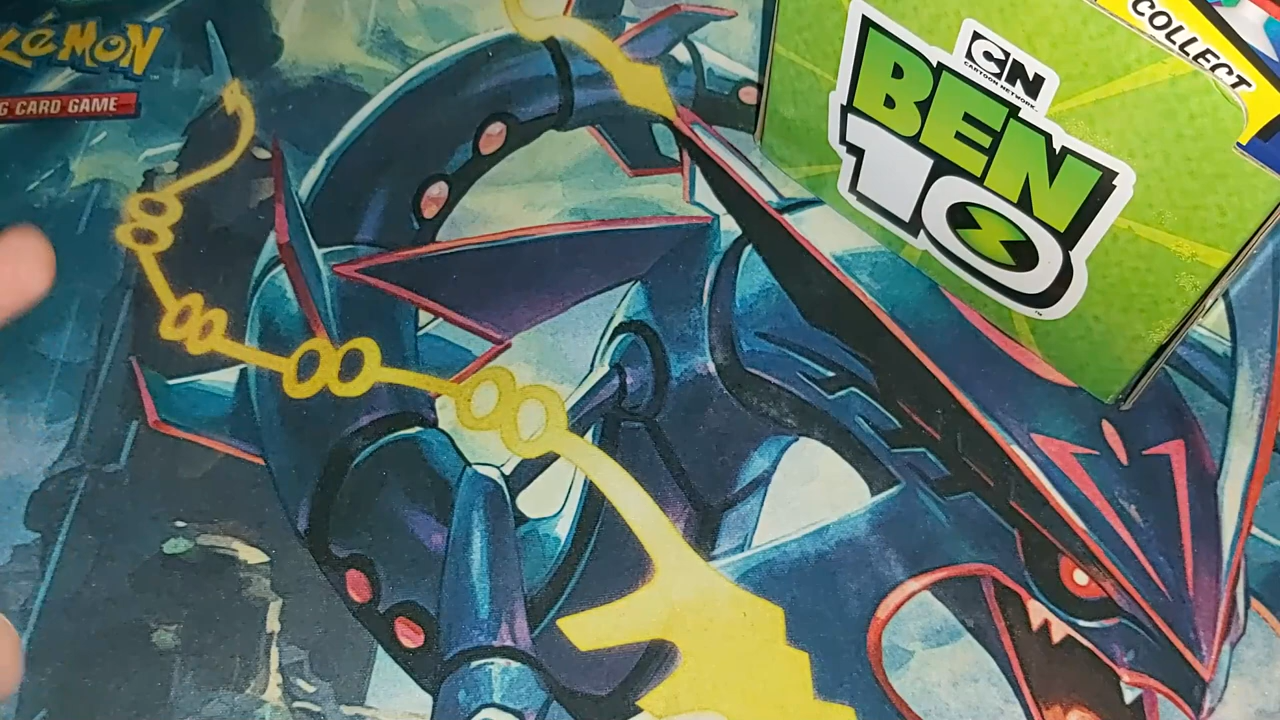 kéMON
G CARD GAME
COLLECT
CN
CARTOON NETWORK
BEN
10